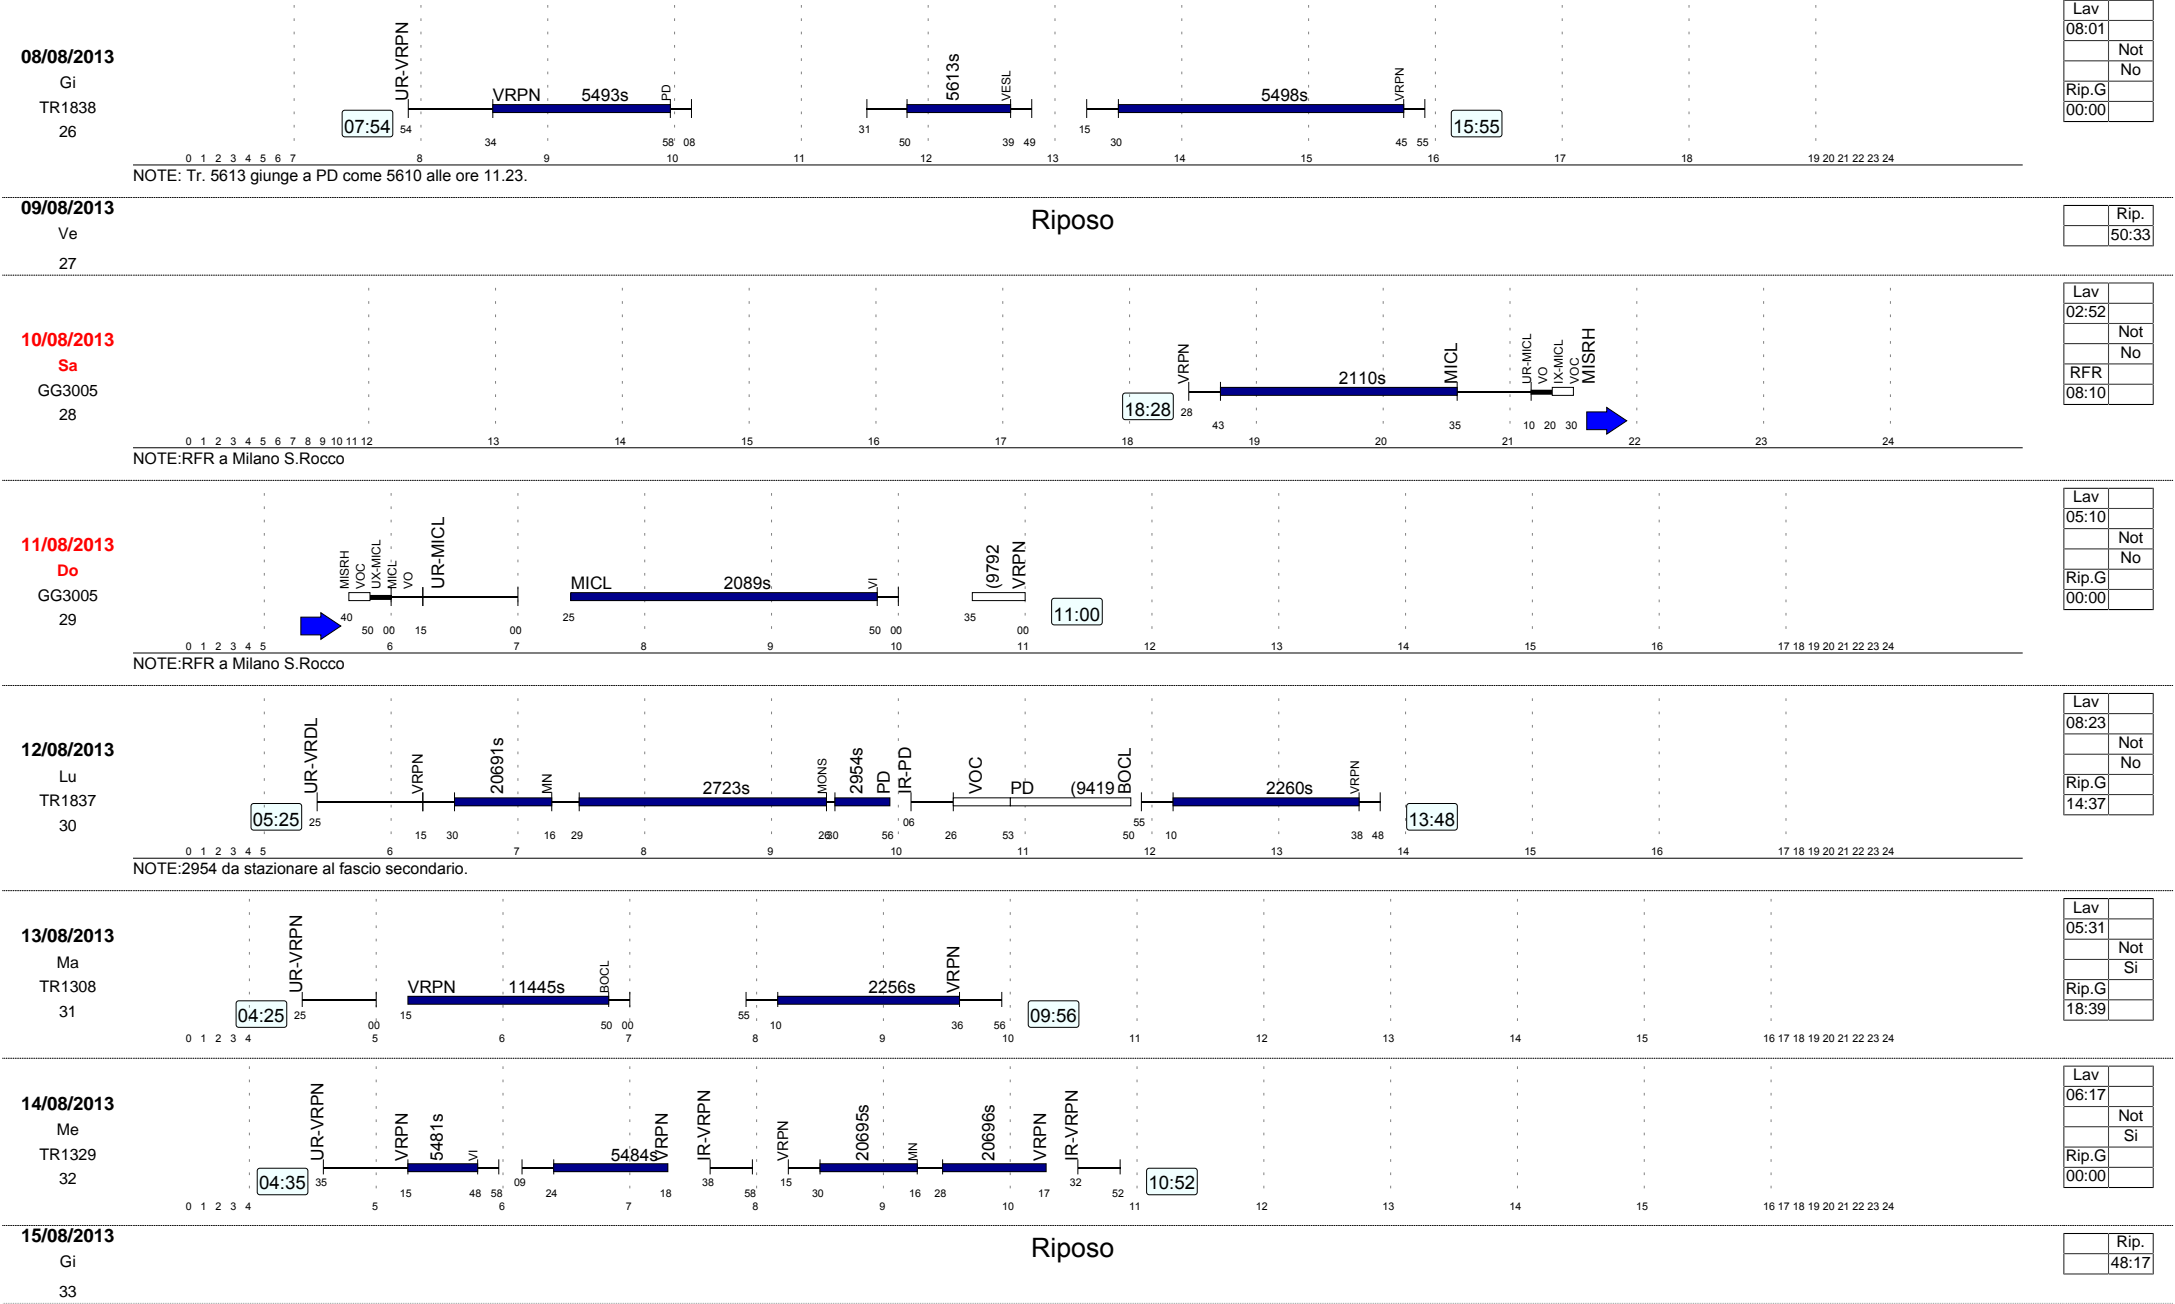 08/08/2013
Gi
TR1838
26
07:54
UR-VRPN
VRPN 5493s PD
5613s VESL
5498s VRPN
15:55
54 34 58' 08 31 50 39 49 15 30 45 55
0 1 2 3 4 5 6 7 8 9 10 11 12 13 14 15 16 17 18 19 20 21 22 23 24
NOTE: Tr. 5613 giunge a PD come 5610 alle ore 11.23.
Lav
08:01
Not
No
Rip.G
00:00
09/08/2013
Ve
27
Riposo
Rip.
50:33
10/08/2013
Sa
GG3005
28
18:28
VRPN 2110s MICL UR-MICL VO IX-MICL VOC MISRH
28 43 35 10 20 30
0 1 2 3 4 5 6 7 8 9 10 11 12 13 14 15 16 17 18 19 20 21 22 23 24
NOTE:RFR a Milano S.Rocco
Lav
02:52
Not
No
RFR
08:10
11/08/2013
Do
GG3005
29
MISRH VOC UX-MICL MICL VO UR-MICL
MICL 2089s VI
(9792 VRPN
11:00
40 50 00 15 00 25 50 00 35 00
0 1 2 3 4 5 6 7 8 9 10 11 12 13 14 15 16 17 18 19 20 21 22 23 24
NOTE:RFR a Milano S.Rocco
Lav
05:10
Not
No
Rip.G
00:00
12/08/2013
Lu
TR1837
30
05:25
UR-VRDL VRPN 20691s MN 2723s MONS 2954s PD IR-PD VOC PD (9419 BOCL 2260s VRPN
13:48
25 15 30 16 29 26 30 56 06 26 53 50 55 10 38 48
0 1 2 3 4 5 6 7 8 9 10 11 12 13 14 15 16 17 18 19 20 21 22 23 24
NOTE:2954 da stazionare al fascio secondario.
Lav
08:23
Not
No
Rip.G
14:37
13/08/2013
Ma
TR1308
31
04:25
UR-VRPN
VRPN 11445s BOCL
2256s VRPN
09:56
25 00 15 50 00 55 10 36 56
0 1 2 3 4 5 6 7 8 9 10 11 12 13 14 15 16 17 18 19 20 21 22 23 24
Lav
05:31
Not
Si
Rip.G
18:39
14/08/2013
Me
TR1329
32
04:35
UR-VRPN VRPN 5481s VI 5484s VRPN IR-VRPN VRPN 20695s MN 20696s VRPN IR-VRPN
10:52
35 15 48 58 09 24 18 38 58 15 30 16 28 17 32 52
0 1 2 3 4 5 6 7 8 9 10 11 12 13 14 15 16 17 18 19 20 21 22 23 24
Lav
06:17
Not
Si
Rip.G
00:00
15/08/2013
Gi
33
Riposo
Rip.
48:17